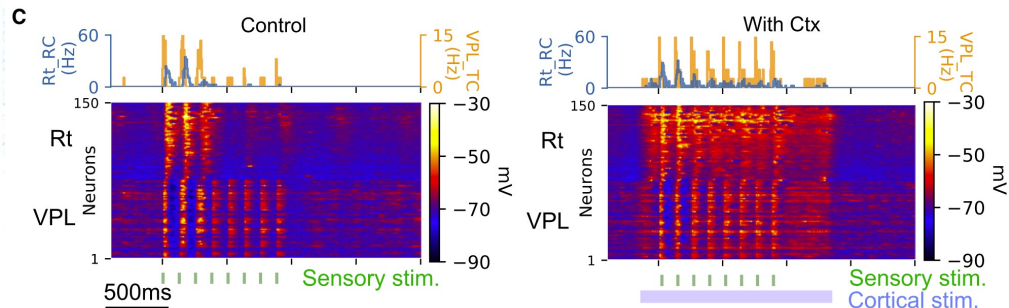 C
Control
With Ctx
60
0
Rt_RC
(Hz)
15
0
VPL_TC
(Hz)
60
0
Rt_RC
(Hz)
15
0
VPL_TC
(Hz)
150
Rt
VPL
Neurons
1
-30
-50
-70
-90
mV
150
Rt
VPL
Neurons
1
-30
-50
-70
-90
mV
Sensory stim.
500ms
Sensory stim.
Cortical stim.